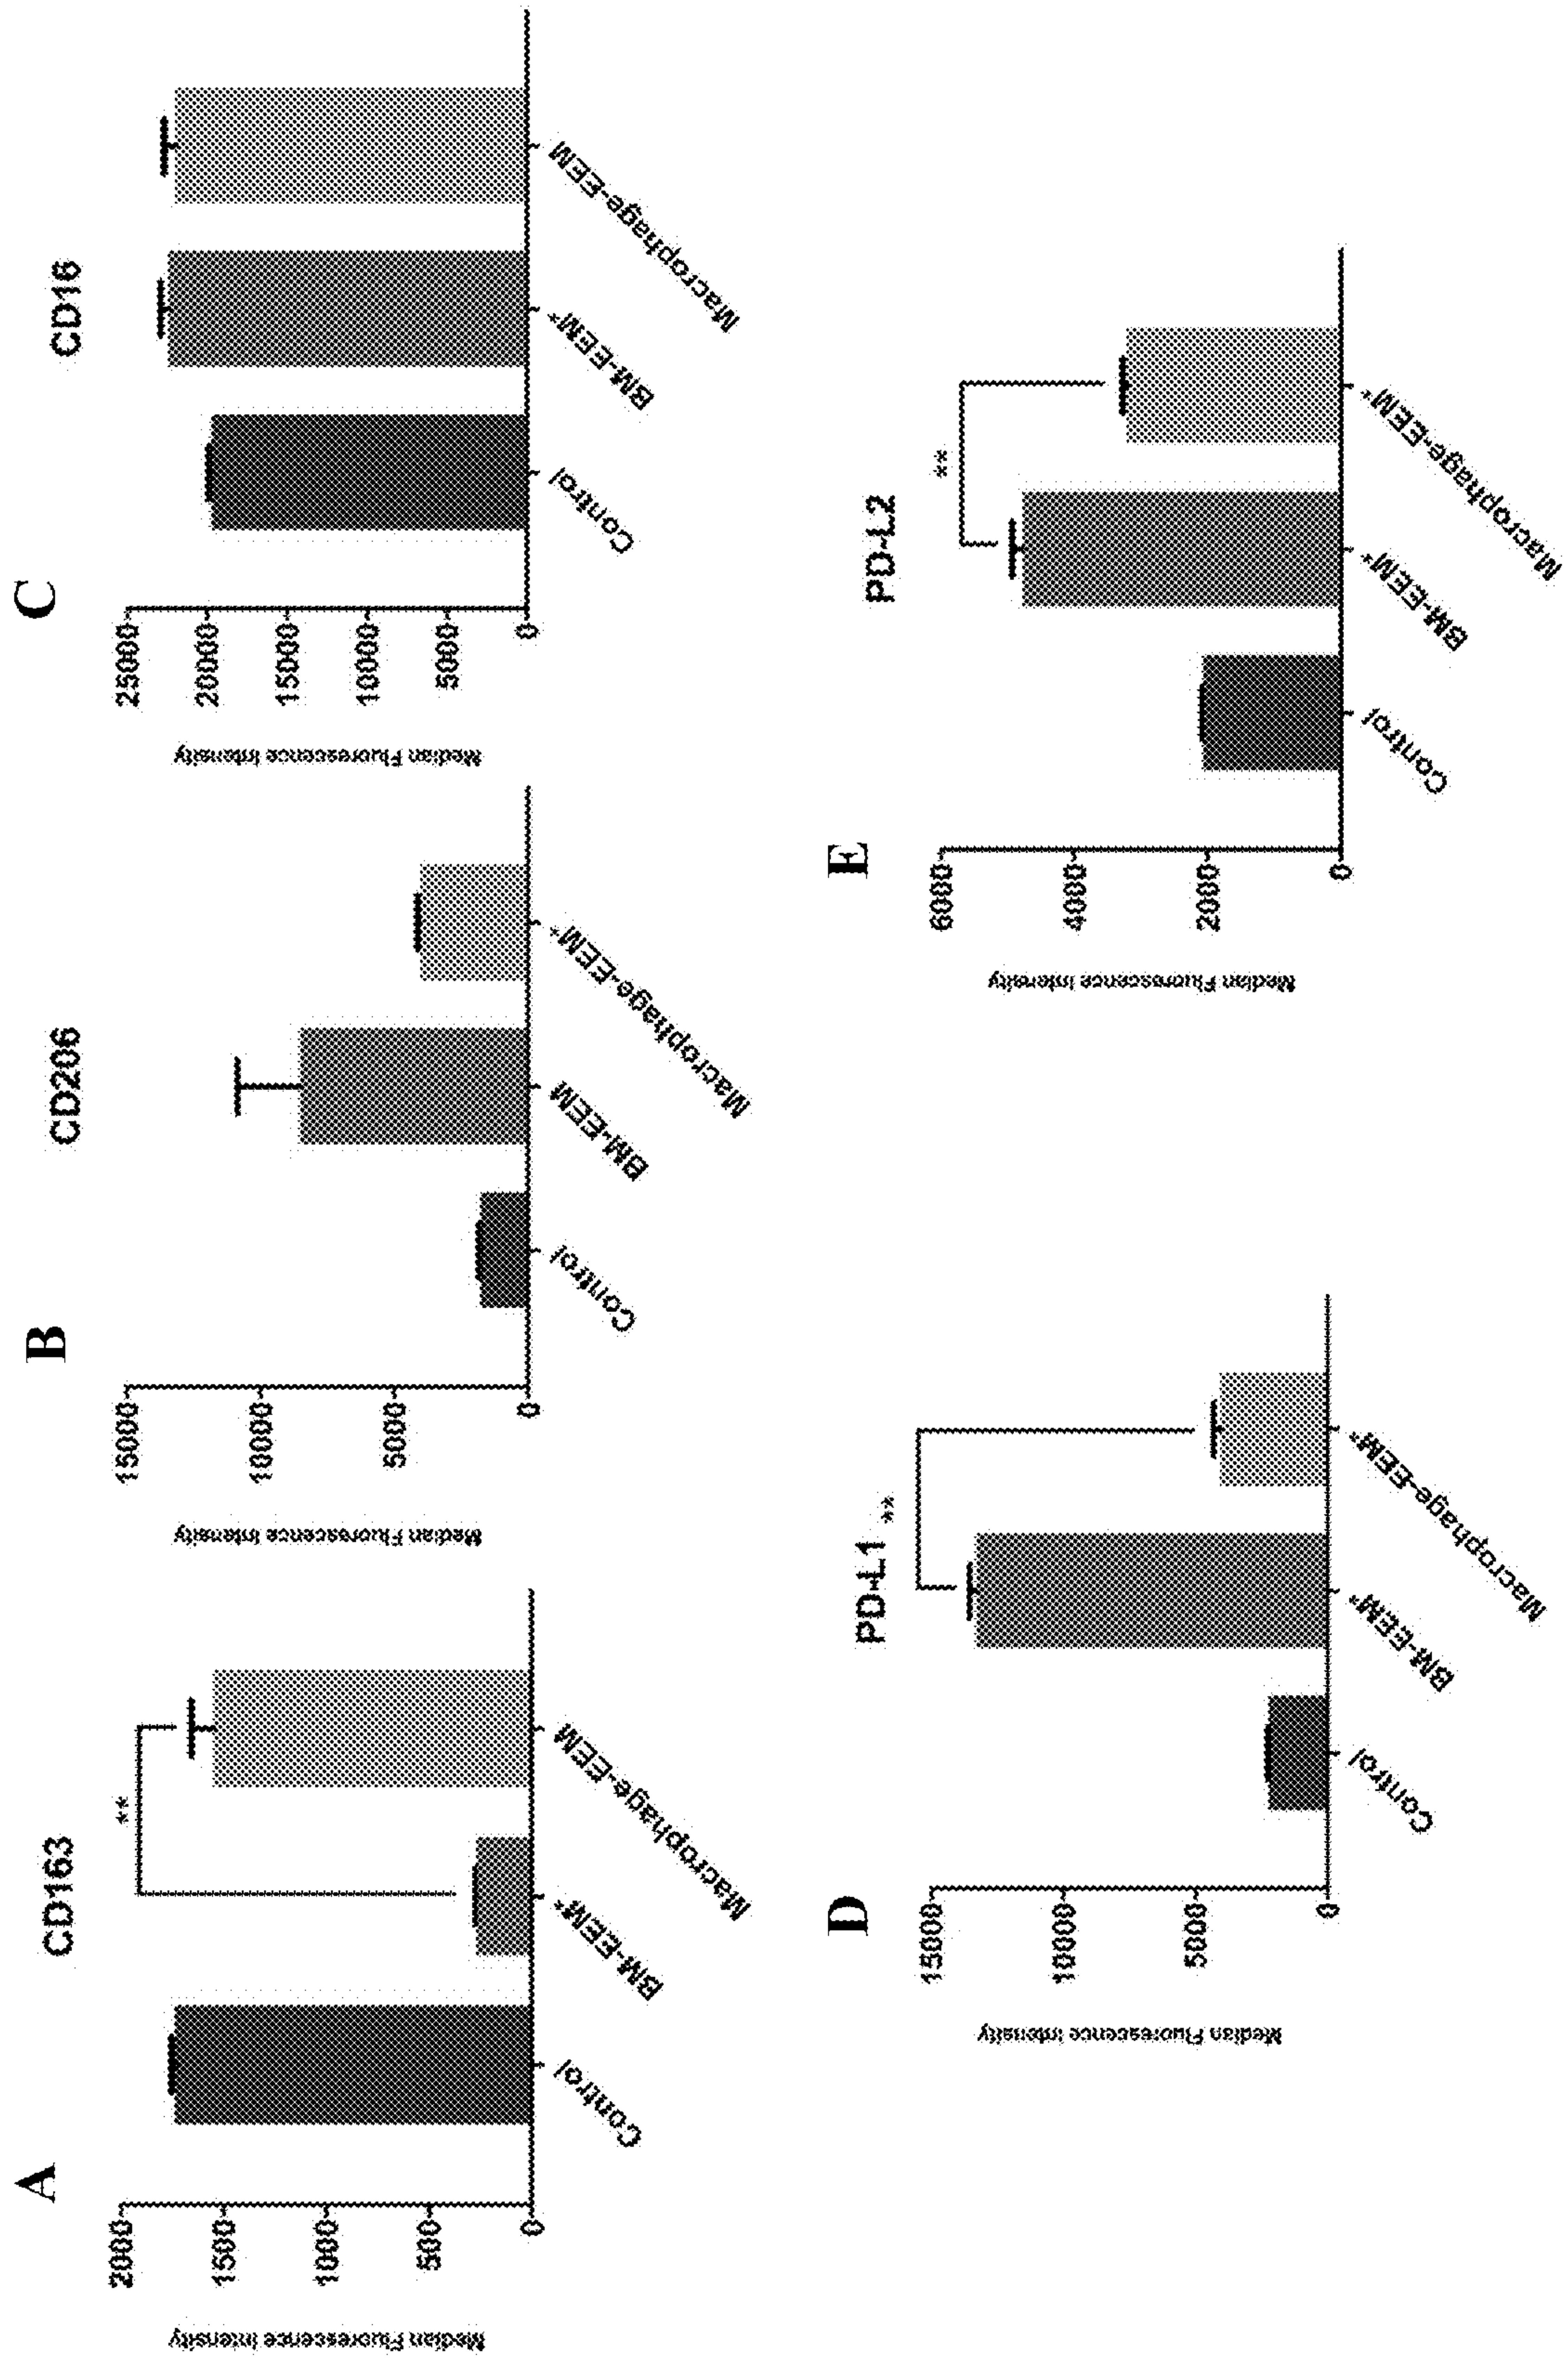 A
CD163
Median Fluorescence Intensity
2000
1500
1000
500
0
**
Control
BM-EEM*
Macrophage-EEM
B
CD206
Median Fluorescence Intensity
15000
10000
5000
0
Control
BM-EEM
Macrophage-EEM*
C
CD16
Median Fluorescence Intensity
25000
20000
15000
10000
5000
0
Control
BM-EEM*
Macrophage-EEM
D
PD-L1
Median Fluorescence Intensity
15000
10000
5000
0
**
Control
BM-EEM*
Macrophage-EEM*
E
PD-L2
Median Fluorescence Intensity
6000
4000
2000
0
**
Control
BM-EEM*
Macrophage-EEM*